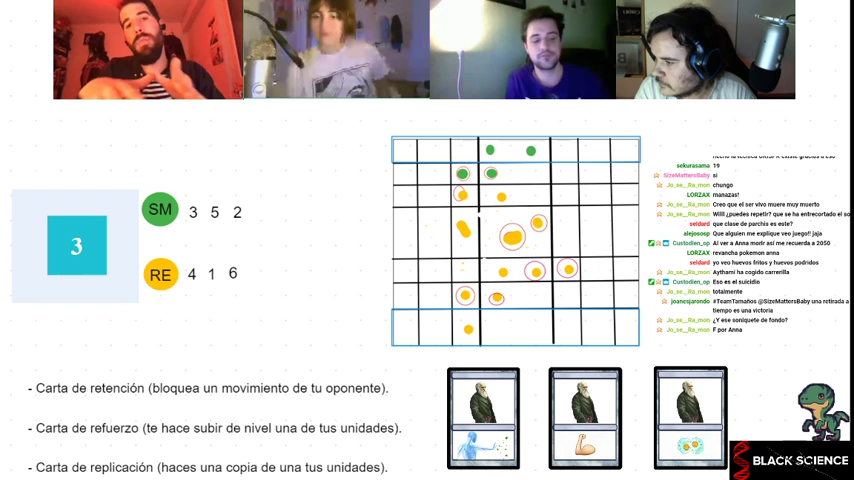 3
SM 3 5 2
RE 4 1 6
sekurasama 19
SizeMattersBaby si
Jo_se__Ra_mon chungo
LORZAX manazas!
Jo_se__Ra_mon Creo que el ser vivo muere muy muerto
Jo_se__Ra_mon Willl ¿puedes repetir? que se ha entrecortado el so
seldard que clase de parchis es este?
alejososp Que alguien me explique veo juego!! jaja
Custodien_op Al ver a Anna morir así me recuerda a 2050
LORZAX revancha pokemon anna
seldard yo veo huevos fritos y huevos podridos
Jo_se__Ra_mon Aythami ha cogido carrerilla
Custodien_op Eso es el suicidio
Jo_se__Ra_mon totalmente
joanesjarondo #TeamTamaños @SizeMattersBaby una retirada a
tiempo es una victoria
Jo_se__Ra_mon ¿Y ese soniquete de fondo?
Jo_se__Ra_mon F por Anna
- Carta de retención (bloquea un movimiento de tu oponente).
- Carta de refuerzo (te hace subir de nivel una de tus unidades).
- Carta de replicación (haces una copia de una tus unidades).
BLACK SCIENCE